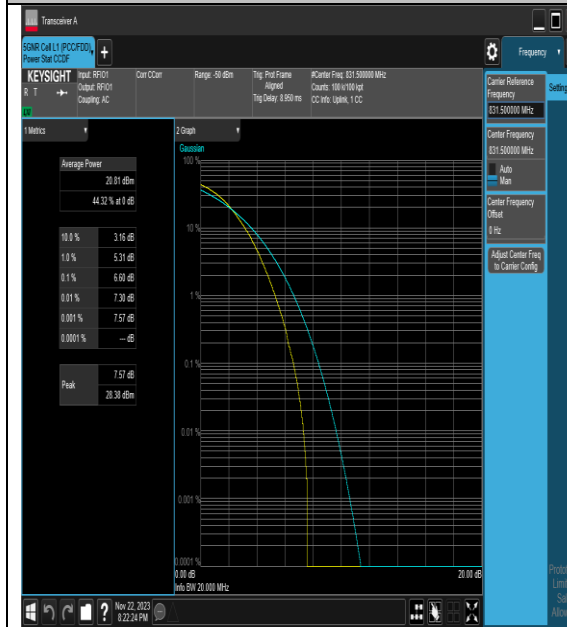 Transceiver A
5GNR Cell L1 (PCC/FDD),
Power Stat CCDF
Frequency
KEYSIGHT
R T
Input: RFIO1
Output: RFIO1
Coupling: AC
Corr CCorr
Range: -50 dBm
Trig: Prot Frame
Aligned
Trig Delay: 8.950 ms
#Center Freq: 831.500000 MHz
Counts: 100 k/100 kpt
CC Info: Uplink, 1 CC
Carrier Reference
Frequency
831.500000 MHz
Setting
Center Frequency
831.500000 MHz
Auto
Man
Center Frequency
Offset
0 Hz
Adjust Center Freq
to Carrier Config
1 Metrics
Average Power
20.81 dBm
44.32 % at 0 dB
10.0 % 3.16 dB
1.0 % 5.31 dB
0.1 % 6.60 dB
0.01 % 7.30 dB
0.001 % 7.57 dB
0.0001 % --- dB
Peak
7.57 dB
28.38 dBm
2 Graph
Gaussian
100 %
10 %
1 %
0.1 %
0.01 %
0.001 %
0.0001 %
0.00 dB
20.00 dB
Info BW 20.000 MHz
Nov 22, 2023
8:22:24 PM